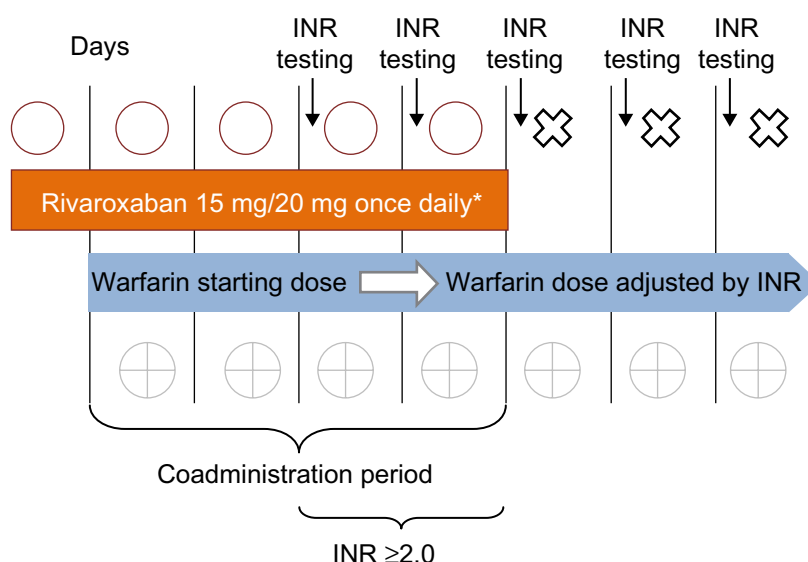 Days
INR testing
INR testing
INR testing
INR testing
INR testing
Rivaroxaban 15 mg/20 mg once daily*
Warfarin starting dose
Warfarin dose adjusted by INR
Coadministration period
INR ≥2.0